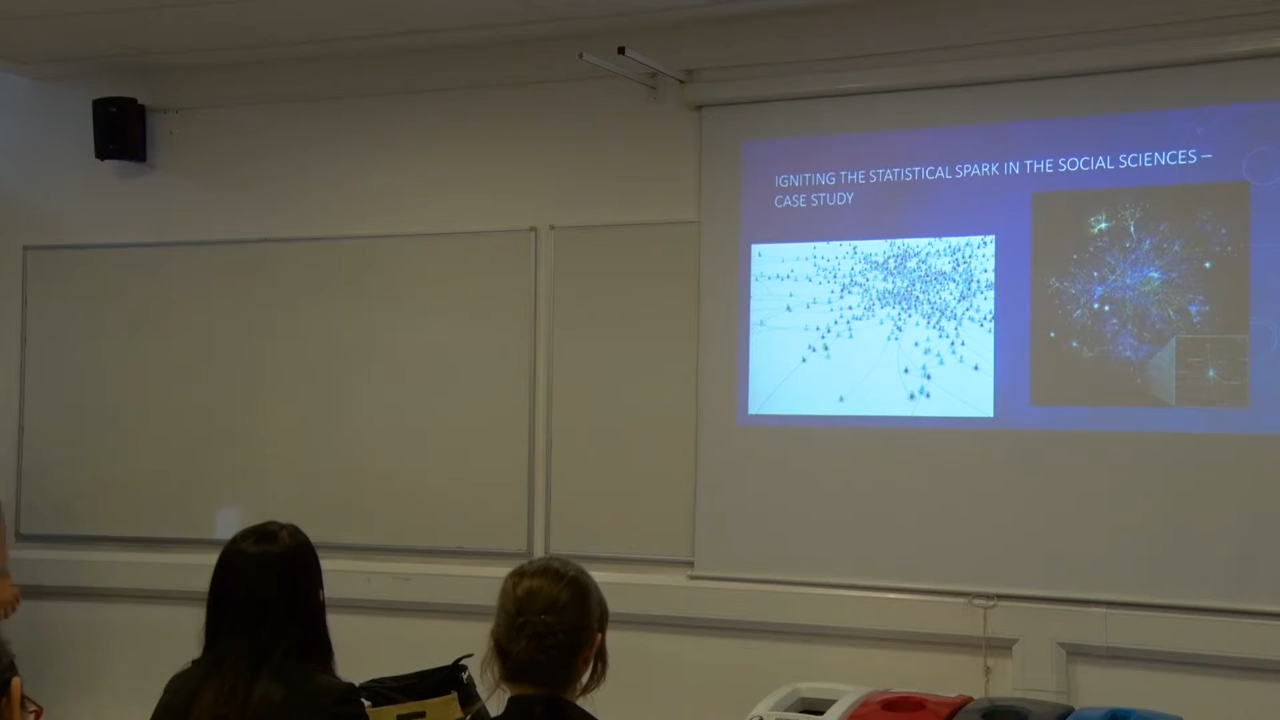 IGNITING THE STATISTICAL SPARK IN THE SOCIAL SCIENCES –
CASE STUDY